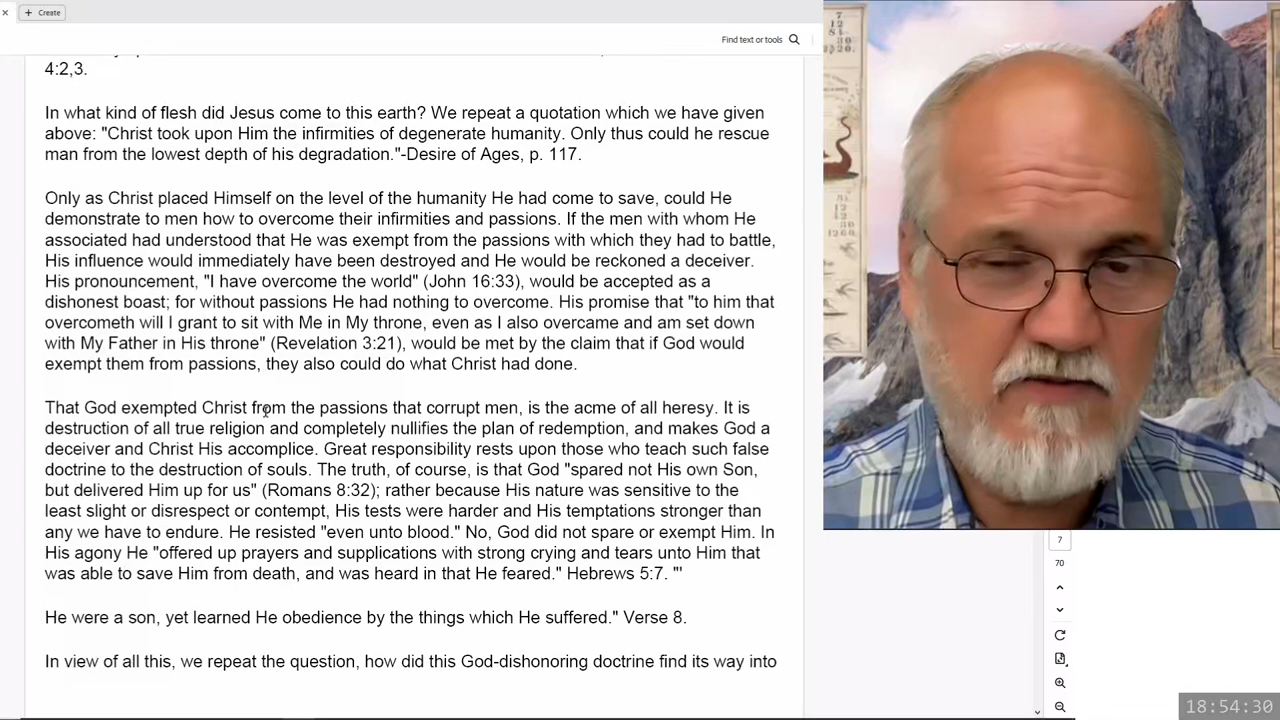 Create
Find text or tools
4:2,3.
In what kind of flesh did Jesus come to this earth? We repeat a quotation which we have given
above: "Christ took upon Him the infirmities of degenerate humanity. Only thus could he rescue
man from the lowest depth of his degradation."-Desire of Ages, p. 117.
Only as Christ placed Himself on the level of the humanity He had come to save, could He
demonstrate to men how to overcome their infirmities and passions. If the men with whom He
associated had understood that He was exempt from the passions with which they had to battle,
His influence would immediately have been destroyed and He would be reckoned a deceiver.
His pronouncement, "I have overcome the world" (John 16:33), would be accepted as a
dishonest boast; for without passions He had nothing to overcome. His promise that "to him that
overcometh will I grant to sit with Me in My throne, even as I also overcame and am set down
with My Father in His throne" (Revelation 3:21), would be met by the claim that if God would
exempt them from passions, they also could do what Christ had done.
That God exempted Christ from the passions that corrupt men, is the acme of all heresy. It is
destruction of all true religion and completely nullifies the plan of redemption, and makes God a
deceiver and Christ His accomplice. Great responsibility rests upon those who teach such false
doctrine to the destruction of souls. The truth, of course, is that God "spared not His own Son,
but delivered Him up for us" (Romans 8:32); rather because His nature was sensitive to the
least slight or disrespect or contempt, His tests were harder and His temptations stronger than
any we have to endure. He resisted "even unto blood." No, God did not spare or exempt Him. In
His agony He "offered up prayers and supplications with strong crying and tears unto Him that
was able to save Him from death, and was heard in that He feared." Hebrews 5:7. "'
He were a son, yet learned He obedience by the things which He suffered." Verse 8.
In view of all this, we repeat the question, how did this God-dishonoring doctrine find its way into
7
70
18:54:30